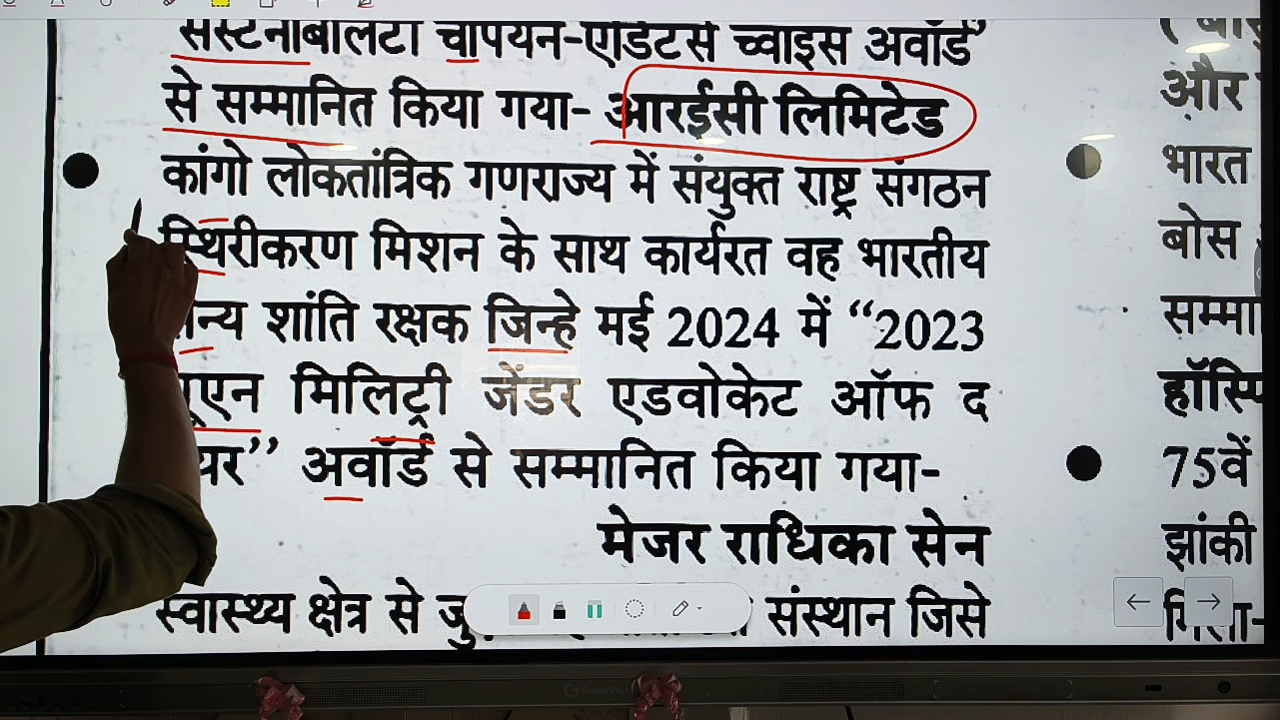 सस्टेनेबिलिटी चैंपियन-एडिटर्स च्वाइस अवॉर्ड’
से सम्मानित किया गया- आरईसी लिमिटेड
कांगो लोकतांत्रिक गणराज्य में संयुक्त राष्ट्र संगठन
स्थिरीकरण मिशन के साथ कार्यरत वह भारतीय
शांति रक्षक जिन्हे मई 2024 में “2023
मिलिट्री जेंडर एडवोकेट ऑफ द
यर” अवॉर्ड से सम्मानित किया गया-
मेजर राधिका सेन
स्वास्थ्य क्षेत्र से संस्थान जिसे
और
भारत
बोस
सम्मा
हॉस्पि
75वें
झांकी